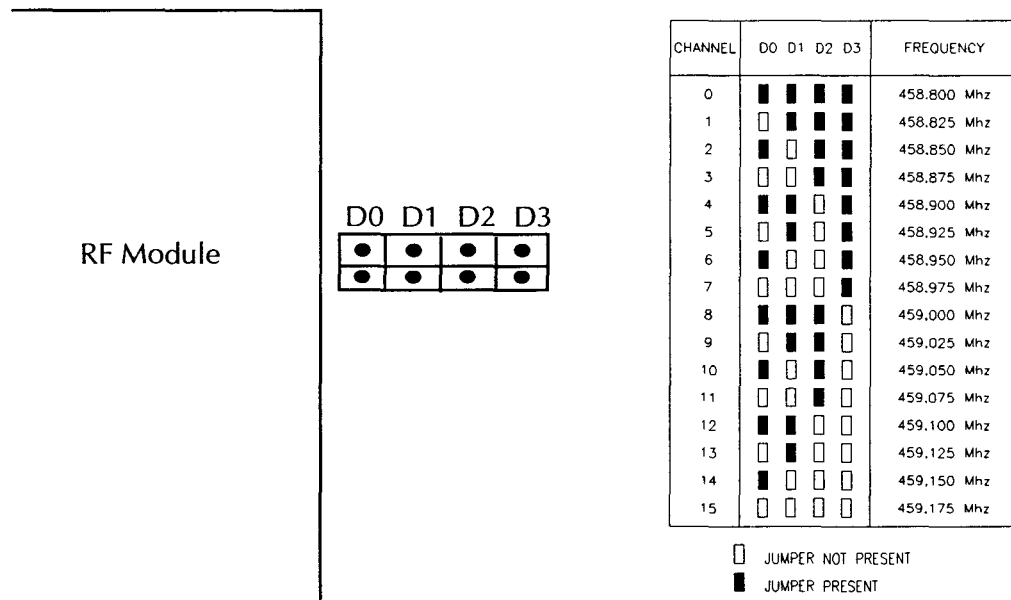 RF Module
D0 D1 D2 D3
CHANNEL D0 D1 D2 D3 FREQUENCY
0 458.800 Mhz
1 458.825 Mhz
2 458.850 Mhz
3 458.875 Mhz
4 458.900 Mhz
5 458.925 Mhz
6 458.950 Mhz
7 458.975 Mhz
8 459.000 Mhz
9 459.025 Mhz
10 459.050 Mhz
11 459.075 Mhz
12 459.100 Mhz
13 459.125 Mhz
14 459.150 Mhz
15 459.175 Mhz
JUMPER NOT PRESENT
JUMPER PRESENT